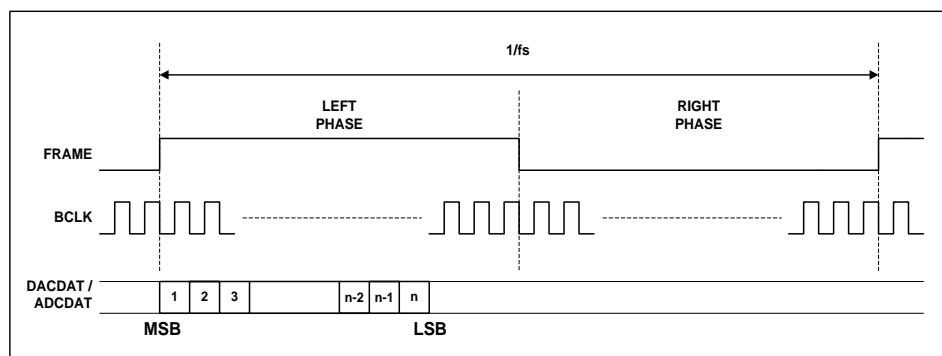 1/fs
LEFT
PHASE
RIGHT
PHASE
FRAME
BCLK
DACDAT /
ADCDAT
1 2 3 n-2 n-1 n
MSB LSB